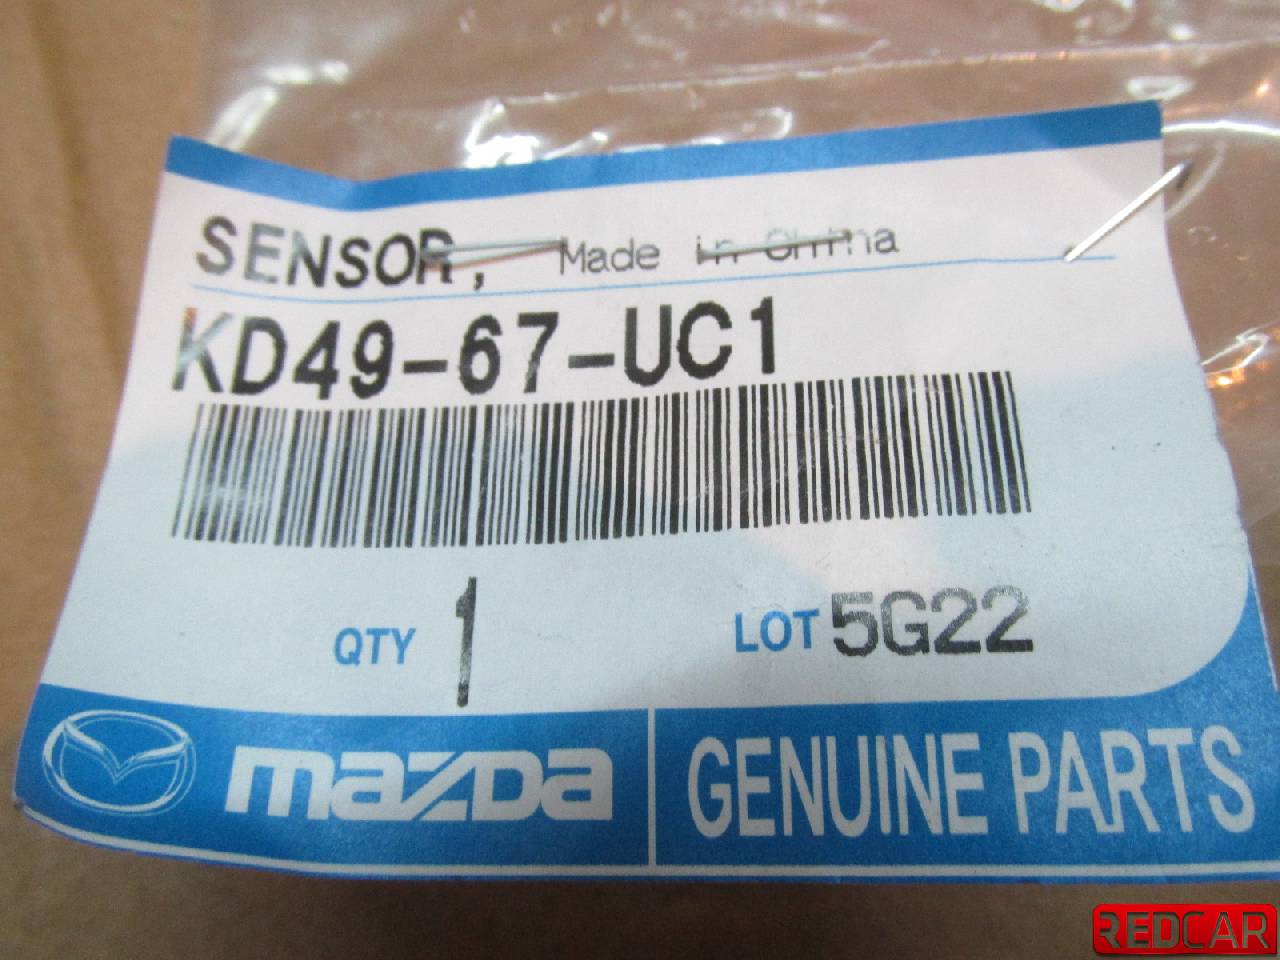 SENSOR, Made in China
KD49-67-UC1
QTY 1 LOT 5G22
mazda GENUINE PARTS
REDCAR